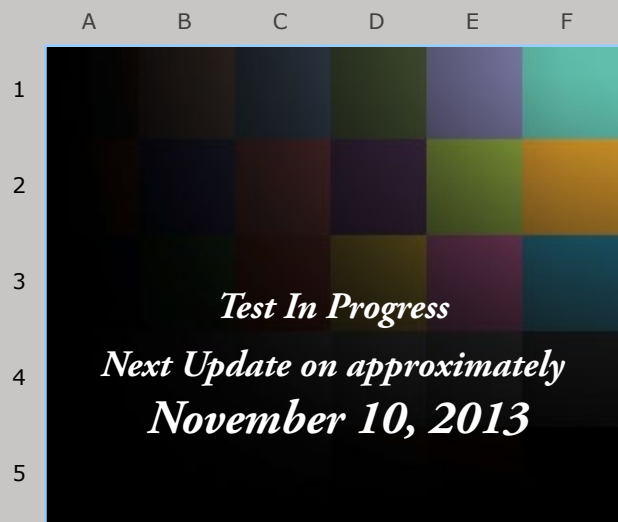 A B C D E F
1
2
3
Test In Progress
Next Update on approximately
4
November 10, 2013
5